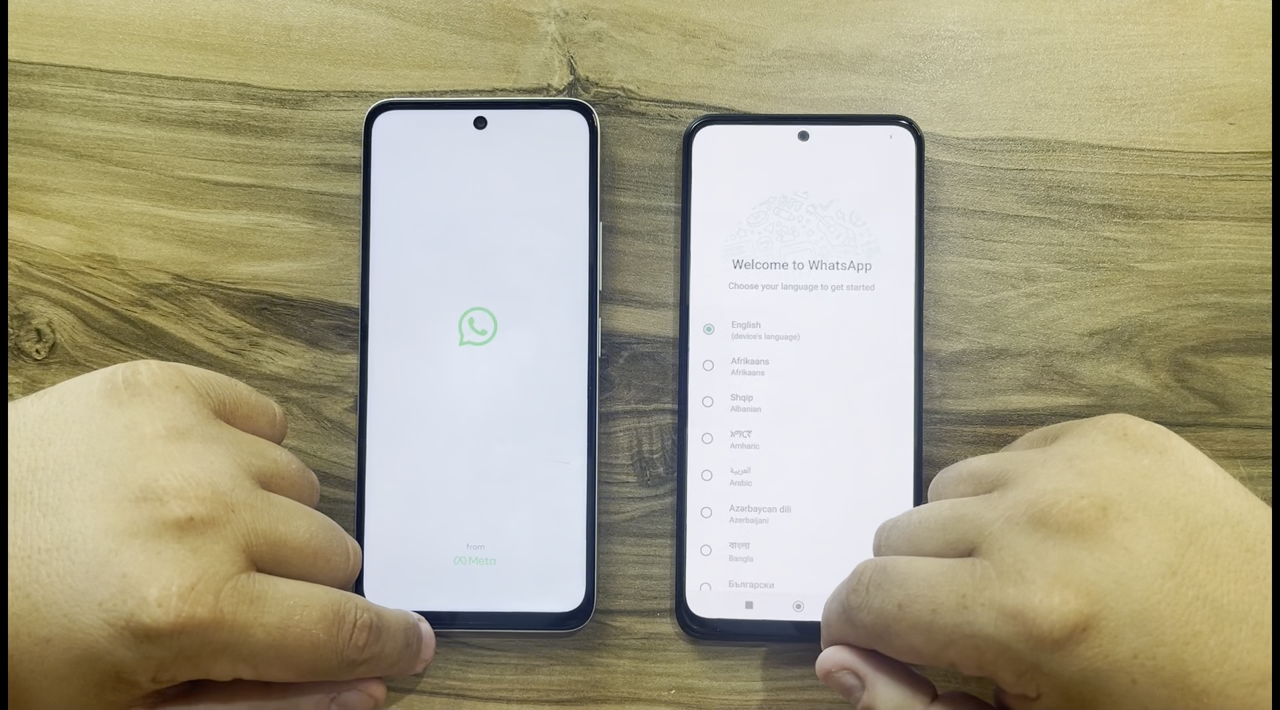 from
Meta
Welcome to WhatsApp
Choose your language to get started
English
(device's language)
Afrikaans
Afrikaans
Shqip
Albanian
አማርኛ
Amharic
العربية
Arabic
Azərbaycan dili
Azerbaijani
বাংলা
Bangla
Български